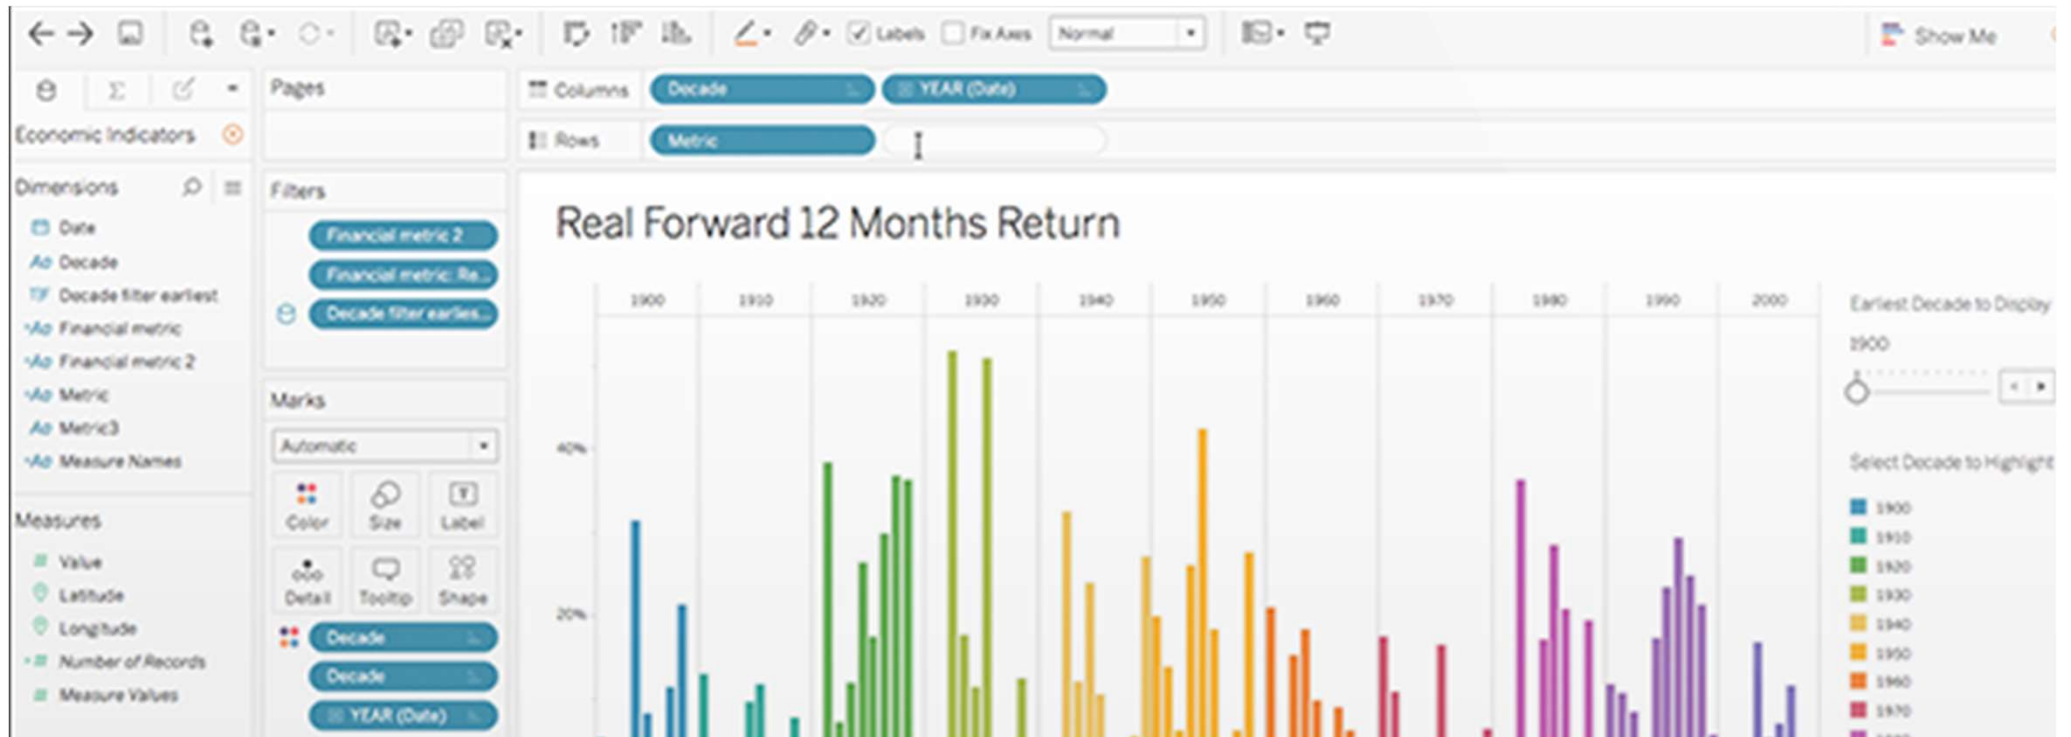 Labels Fix Axes Normal Show Me
Economic Indicators
Dimensions
Date
Decade
Decade filter earliest
Financial metric
Financial metric 2
Metric
Metric3
Measure Names
Measures
Value
Latitude
Longitude
Number of Records
Measure Values
Pages
Filters
Financial metric 2
Financial metric: Re...
Decade filter earlies...
Marks
Automatic
Color Size Label
Detail Tooltip Shape
Decade
Decade
YEAR (Date)
Columns Decade YEAR (Date)
Rows Metric
Real Forward 12 Months Return
1900 1910 1920 1930 1940 1950 1960 1970 1980 1990 2000
40%
20%
Earliest Decade to Display
1900
Select Decade to Highlight
1900
1910
1920
1930
1940
1950
1960
1970